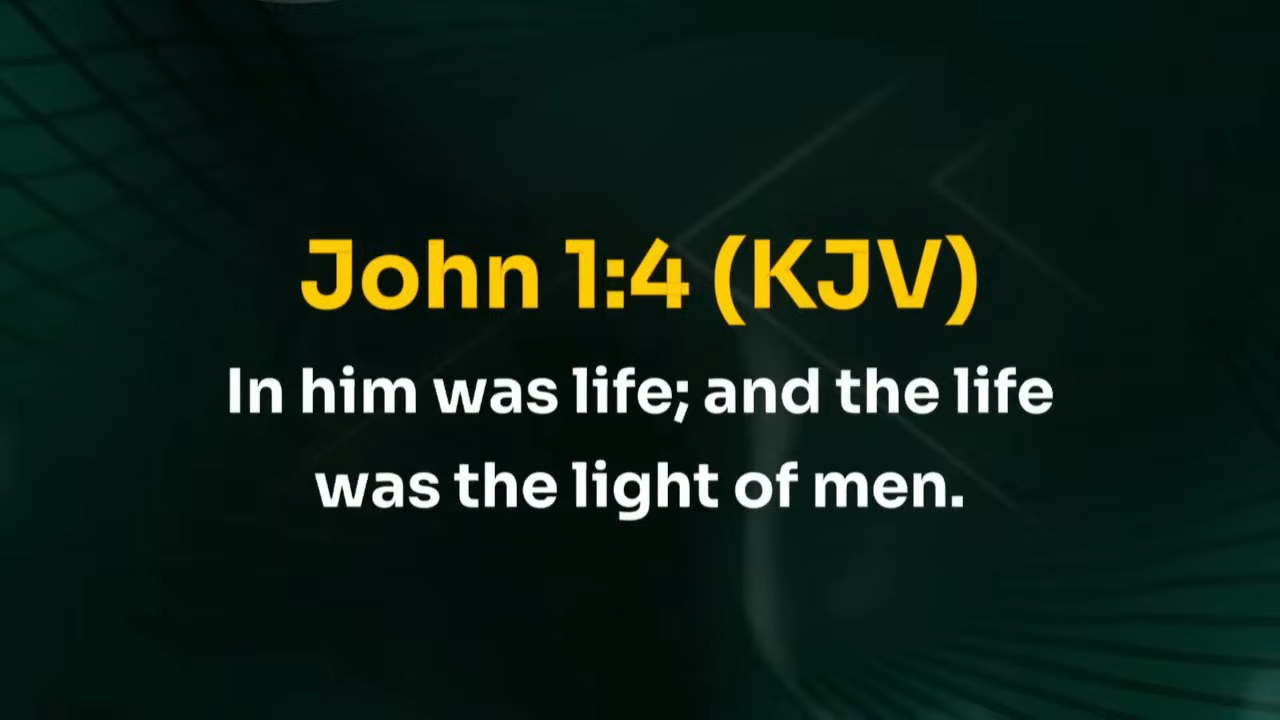 John 1:4 (KJV)
In him was life; and the life
was the light of men.